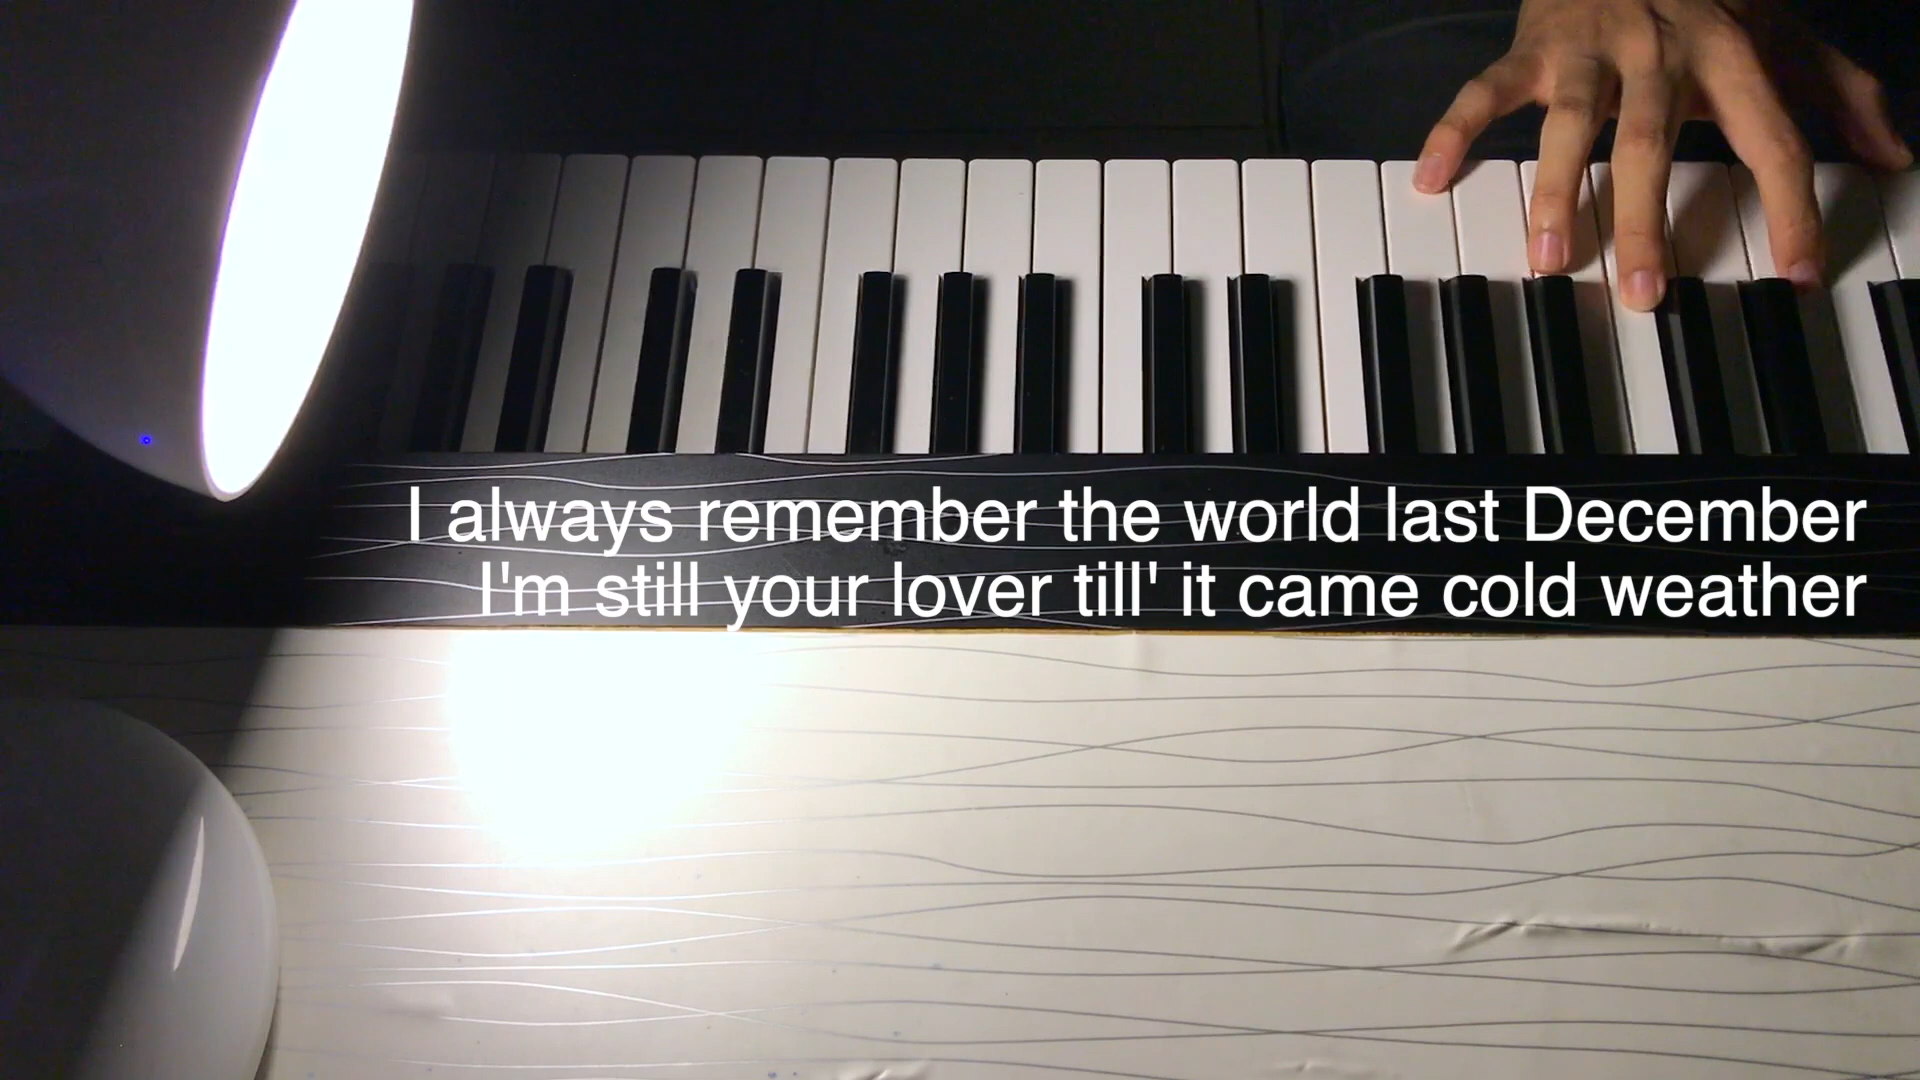 I always remember the world last December
I'm still your lover till' it came cold weather